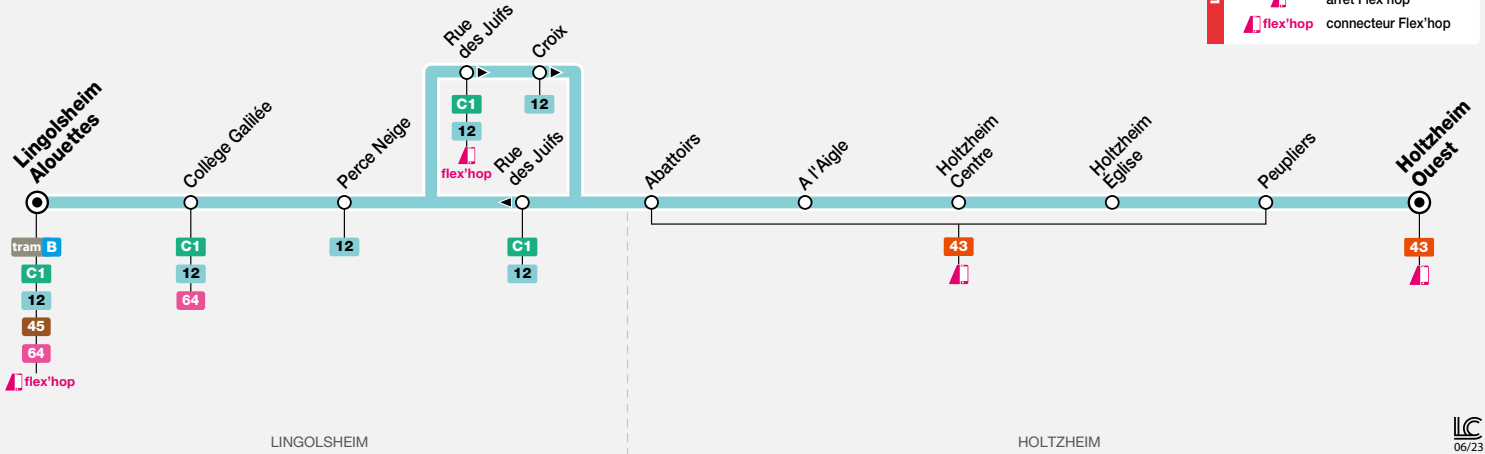 arrêt Flex'hop
flex'hop connecteur Flex'hop
Rue
des Juifs
Croix
C1
12
flex'hop
12
Lingolsheim
Alouettes
Collège Galilée
Perce Neige
Rue
des Juifs
Abattoirs
A l'Aigle
Holtzheim
Centre
Holtzheim
Église
Peupliers
Holtzheim
Ouest
tram B
C1
12
45
64
flex'hop
C1
12
64
12
C1
12
43
43
LINGOLSHEIM
HOLTZHEIM
LC
06/23